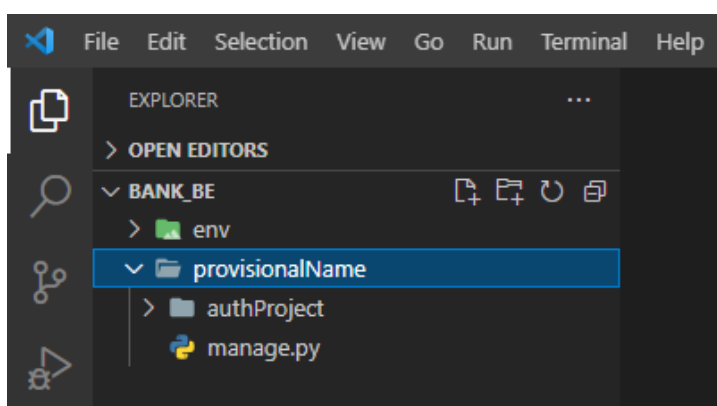 File Edit Selection View Go Run Terminal Help
EXPLORER ...
OPEN EDITORS
BANK_BE
env
provisionalName
authProject
manage.py